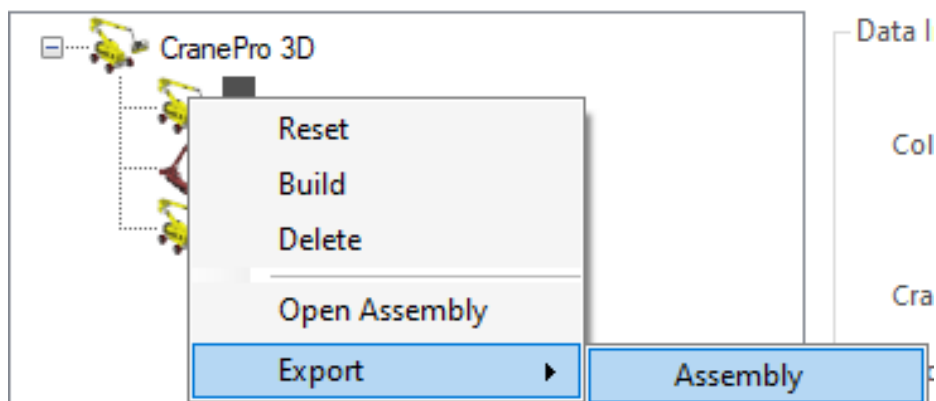 CranePro 3D
Data I
Reset
Col
Build
Delete
Open Assembly
Cra
Export
Assembly